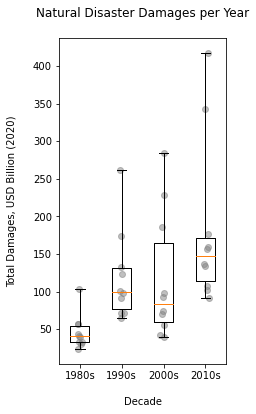 Natural Disaster Damages per Year
Total Damages, USD Billion (2020)
400
350
300
250
200
150
100
50
1980s 1990s 2000s 2010s
Decade